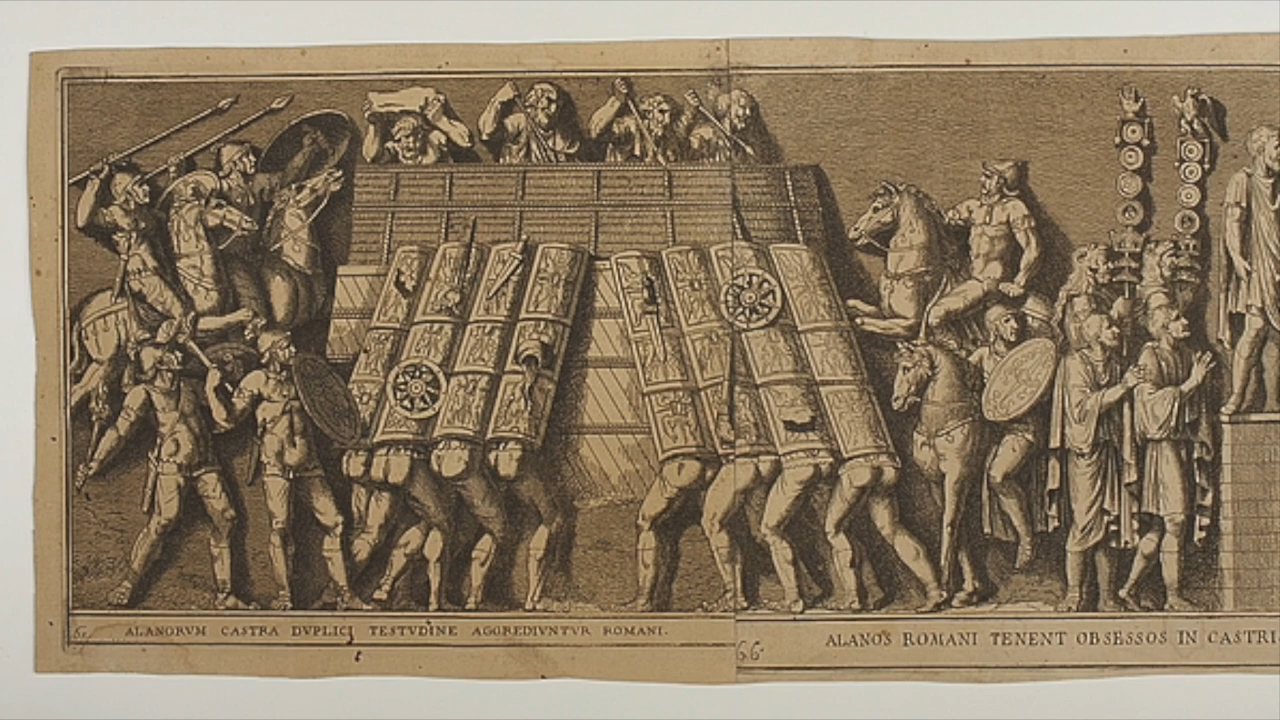 ALANORVM CASTRA DVPLICI TESTVDINE AGGREDIVNTVR ROMANI.
66
ALANOS ROMANI TENENT OBSESSOS IN CASTRI